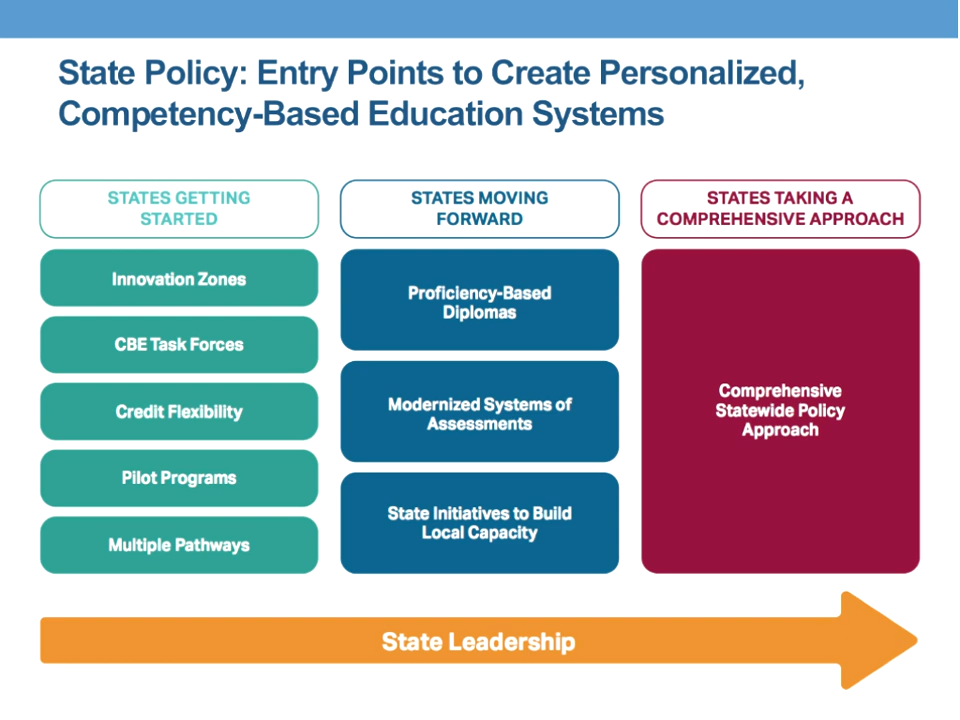 State Policy: Entry Points to Create Personalized,
Competency-Based Education Systems
STATES GETTING
STARTED
Innovation Zones
CBE Task Forces
Credit Flexibility
Pilot Programs
Multiple Pathways
STATES MOVING
FORWARD
Proficiency-Based
Diplomas
Modernized Systems of
Assessments
State Initiatives to Build
Local Capacity
STATES TAKING A
COMPREHENSIVE APPROACH
Comprehensive
Statewide Policy
Approach
State Leadership